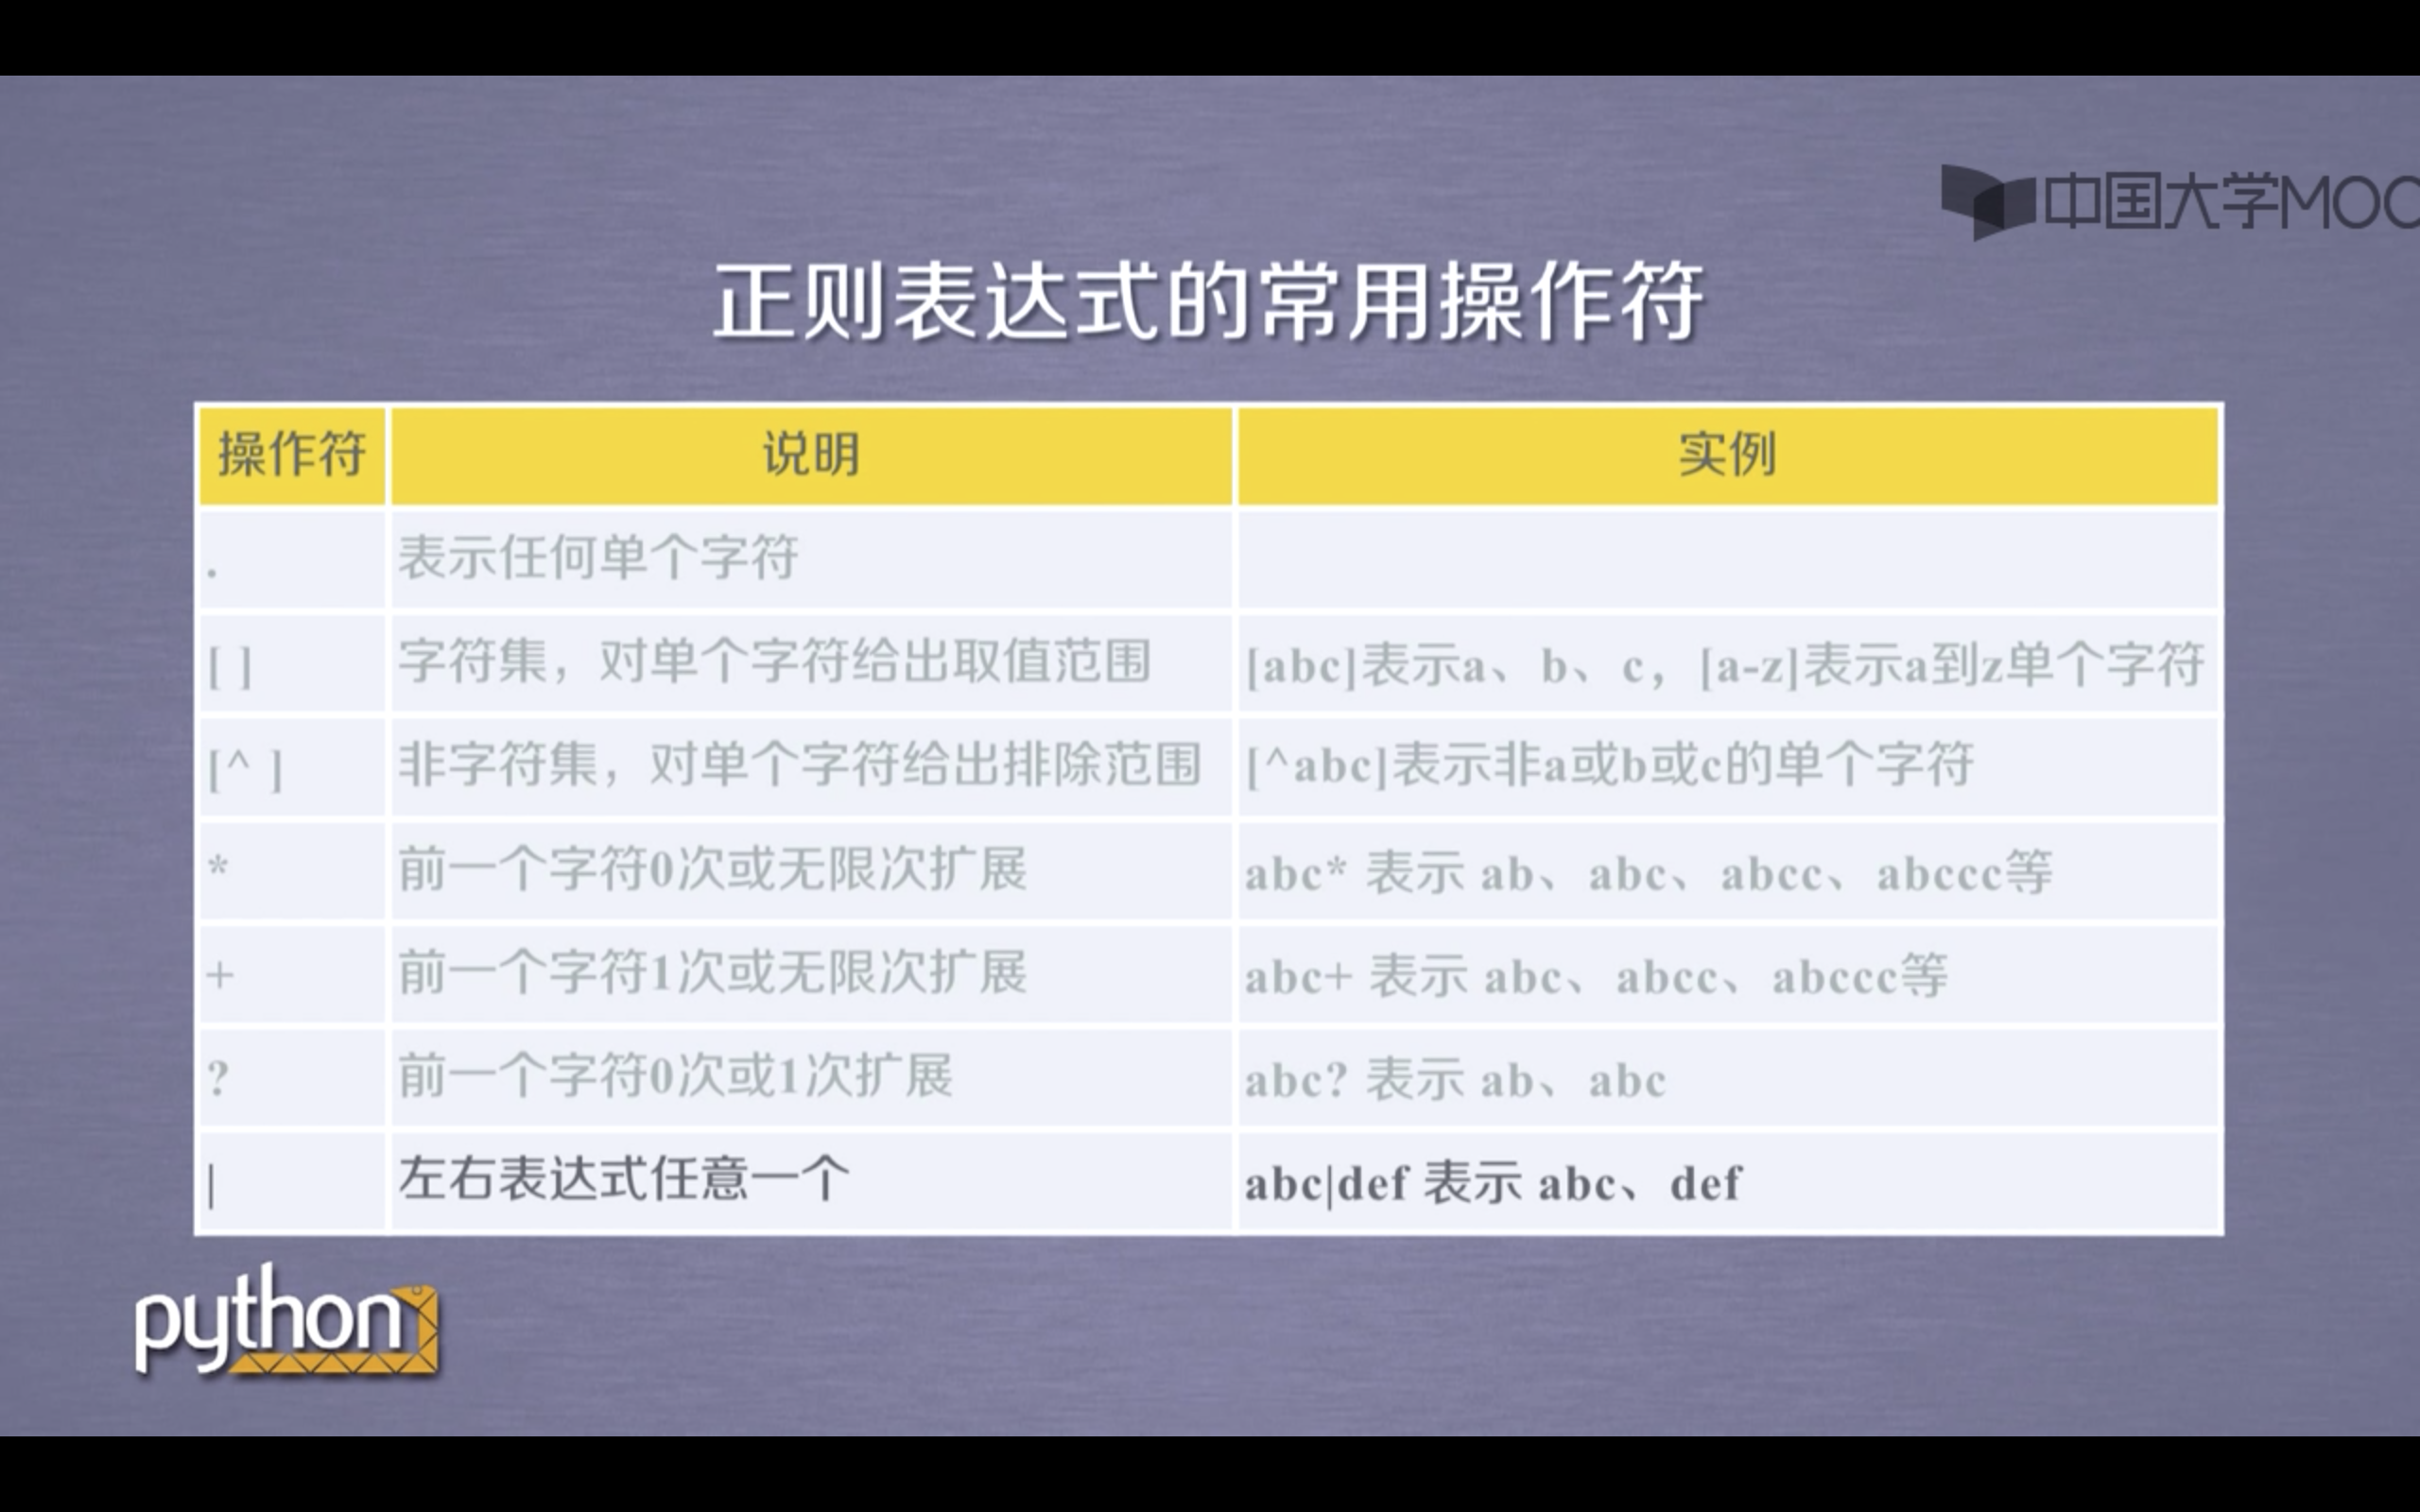 中国大学MOO
正则表达式的常用操作符
操作符 说明 实例
. 表示任何单个字符
[ ] 字符集，对单个字符给出取值范围 [abc]表示a、b、c，[a-z]表示a到z单个字符
[^ ] 非字符集，对单个字符给出排除范围 [^abc]表示非a或b或c的单个字符
* 前一个字符0次或无限次扩展 abc* 表示 ab、abc、abcc、abccc等
+ 前一个字符1次或无限次扩展 abc+ 表示 abc、abcc、abccc等
? 前一个字符0次或1次扩展 abc? 表示 ab、abc
| 左右表达式任意一个 abc|def 表示 abc、def
python